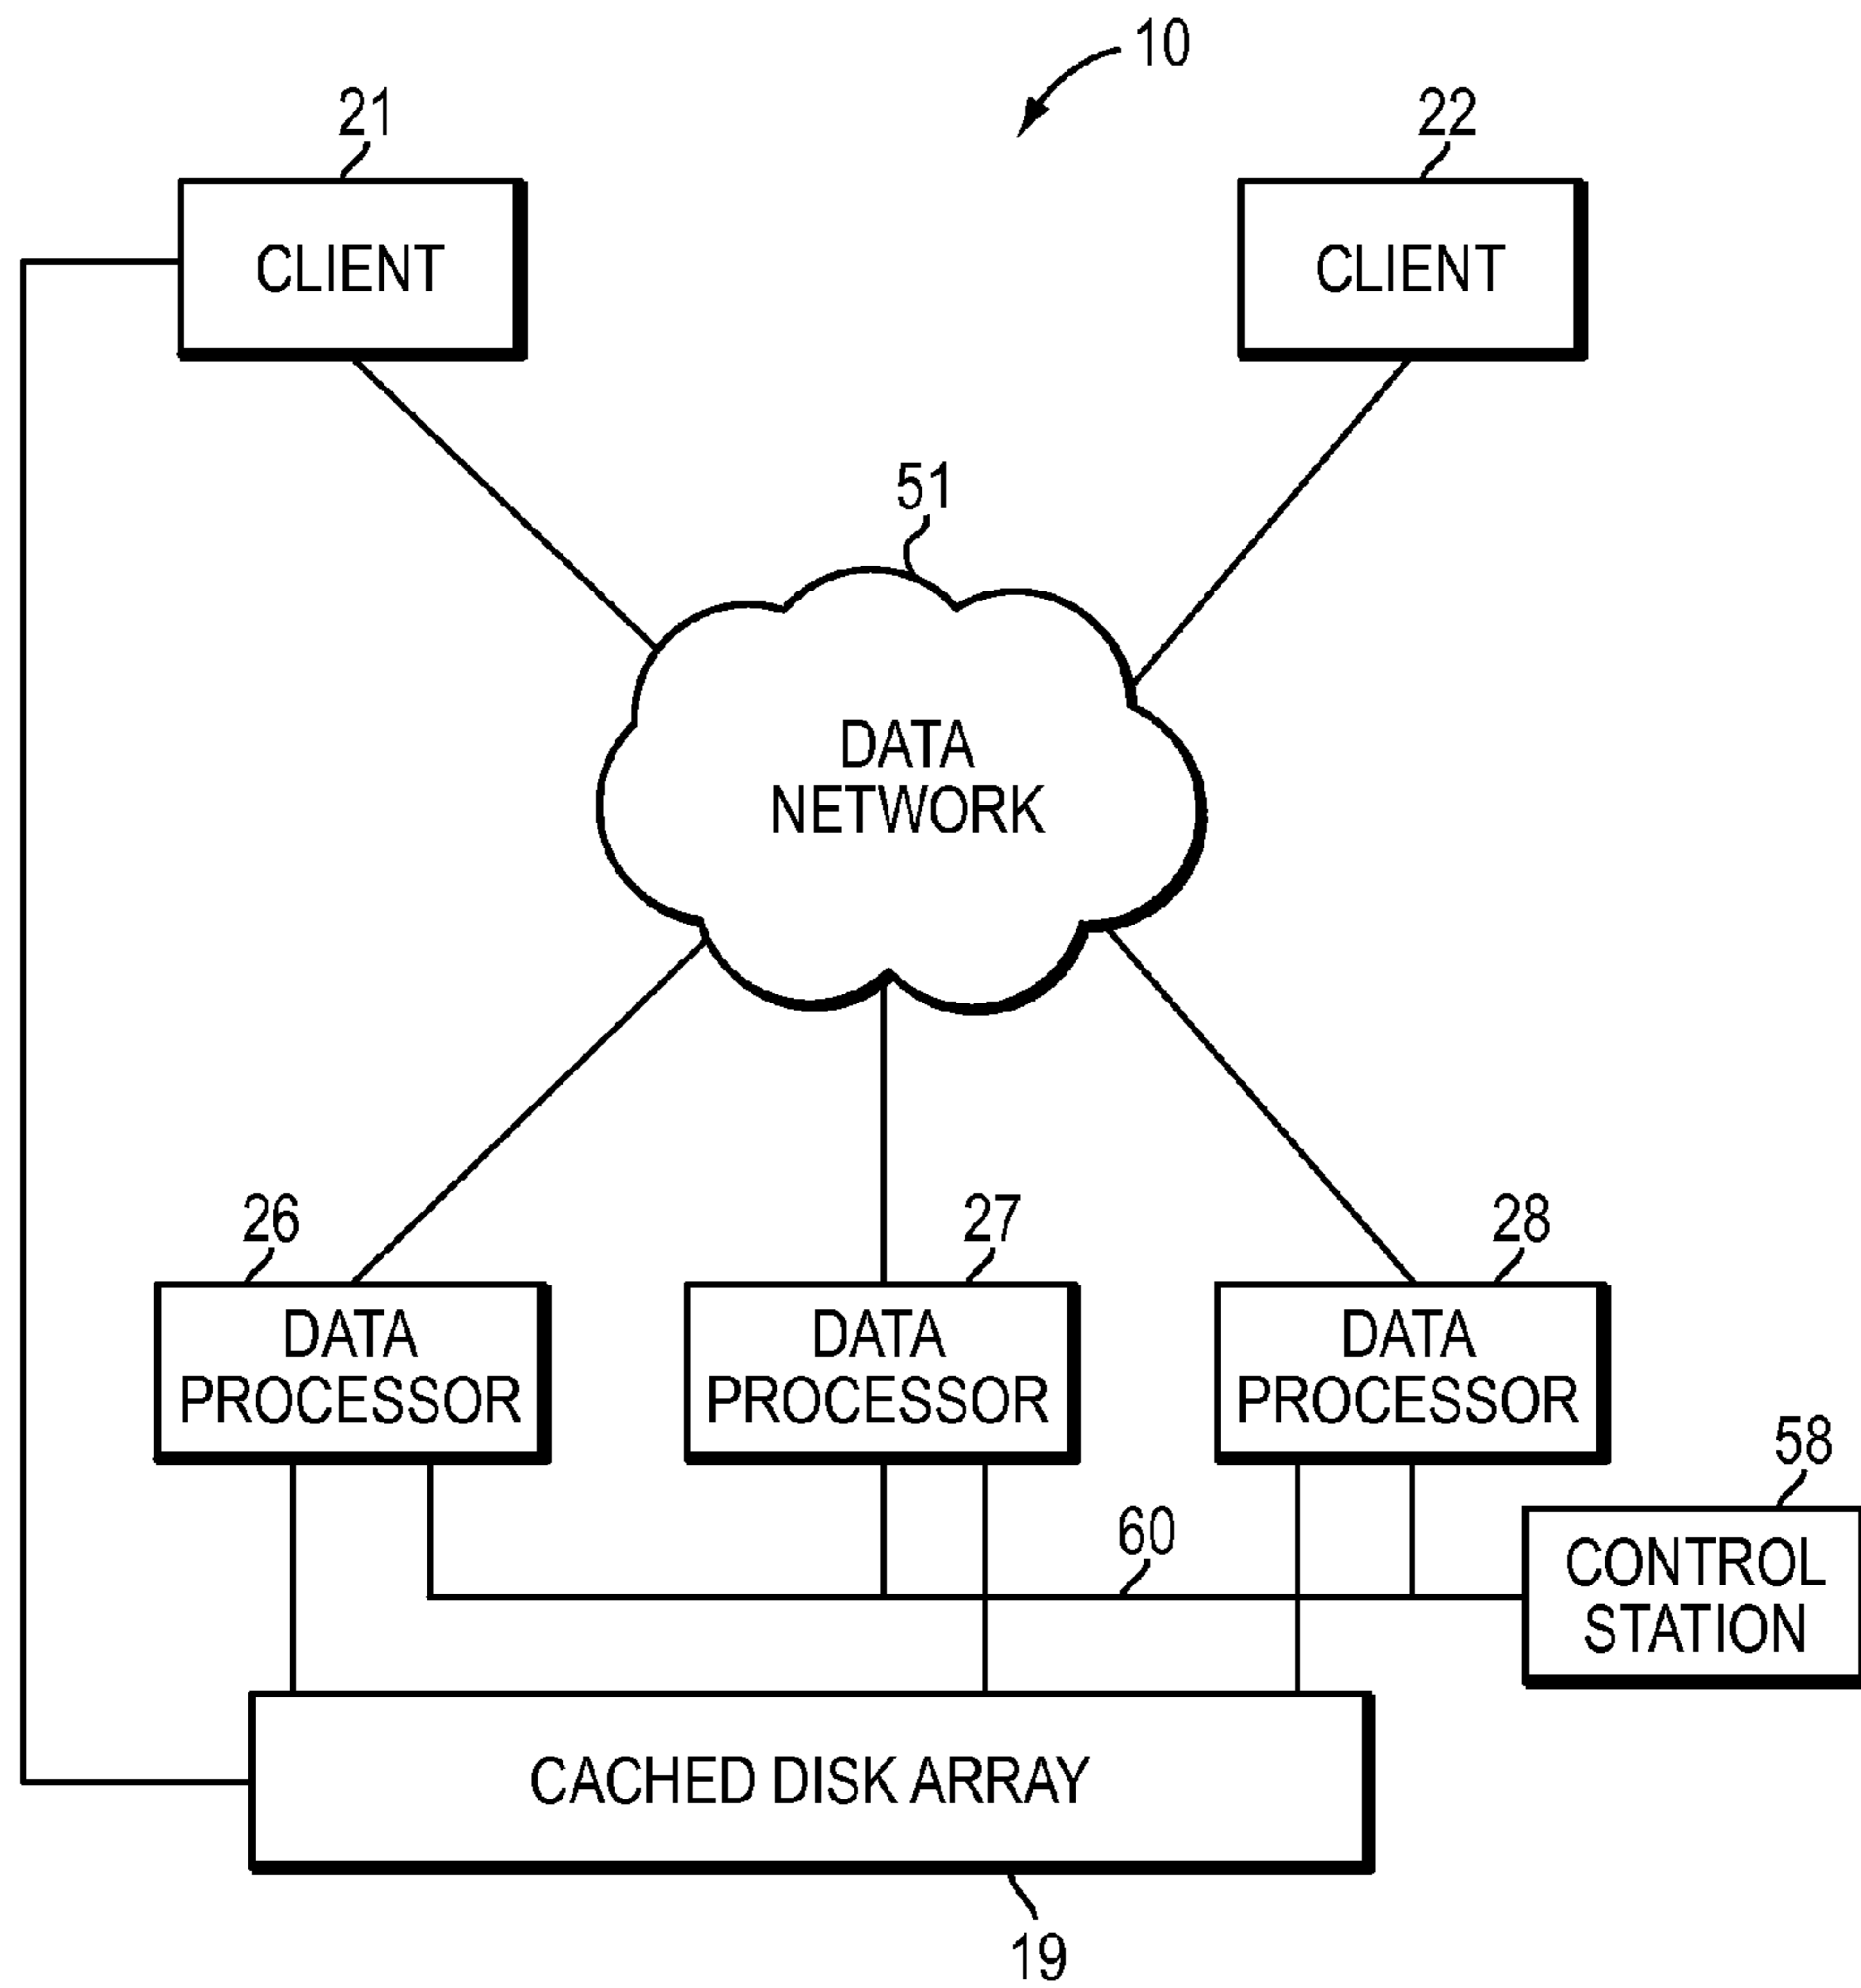 10
21
22
CLIENT
CLIENT
51
DATA
NETWORK
26
27
28
DATA
PROCESSOR
DATA
PROCESSOR
DATA
PROCESSOR
58
60
CONTROL
STATION
CACHED DISK ARRAY
19